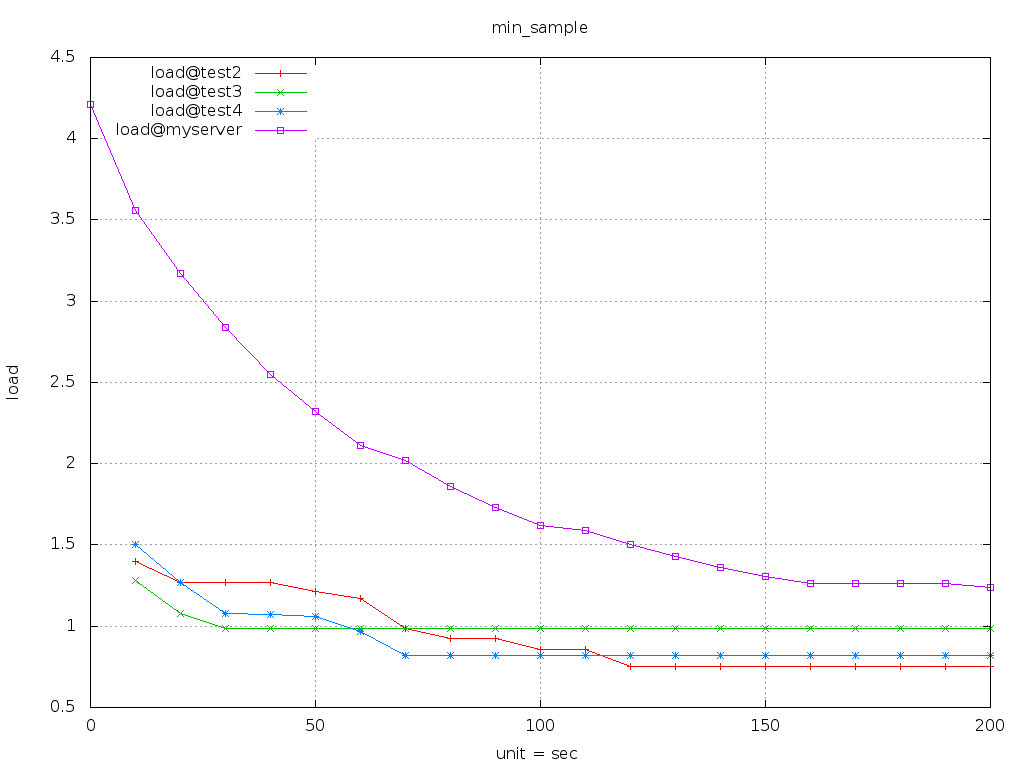 min_sample
4.5
4
3.5
3
2.5
2
1.5
1
0.5
load
load@test2
load@test3
load@test4
load@myserver
0 50 100 150 200
unit = sec